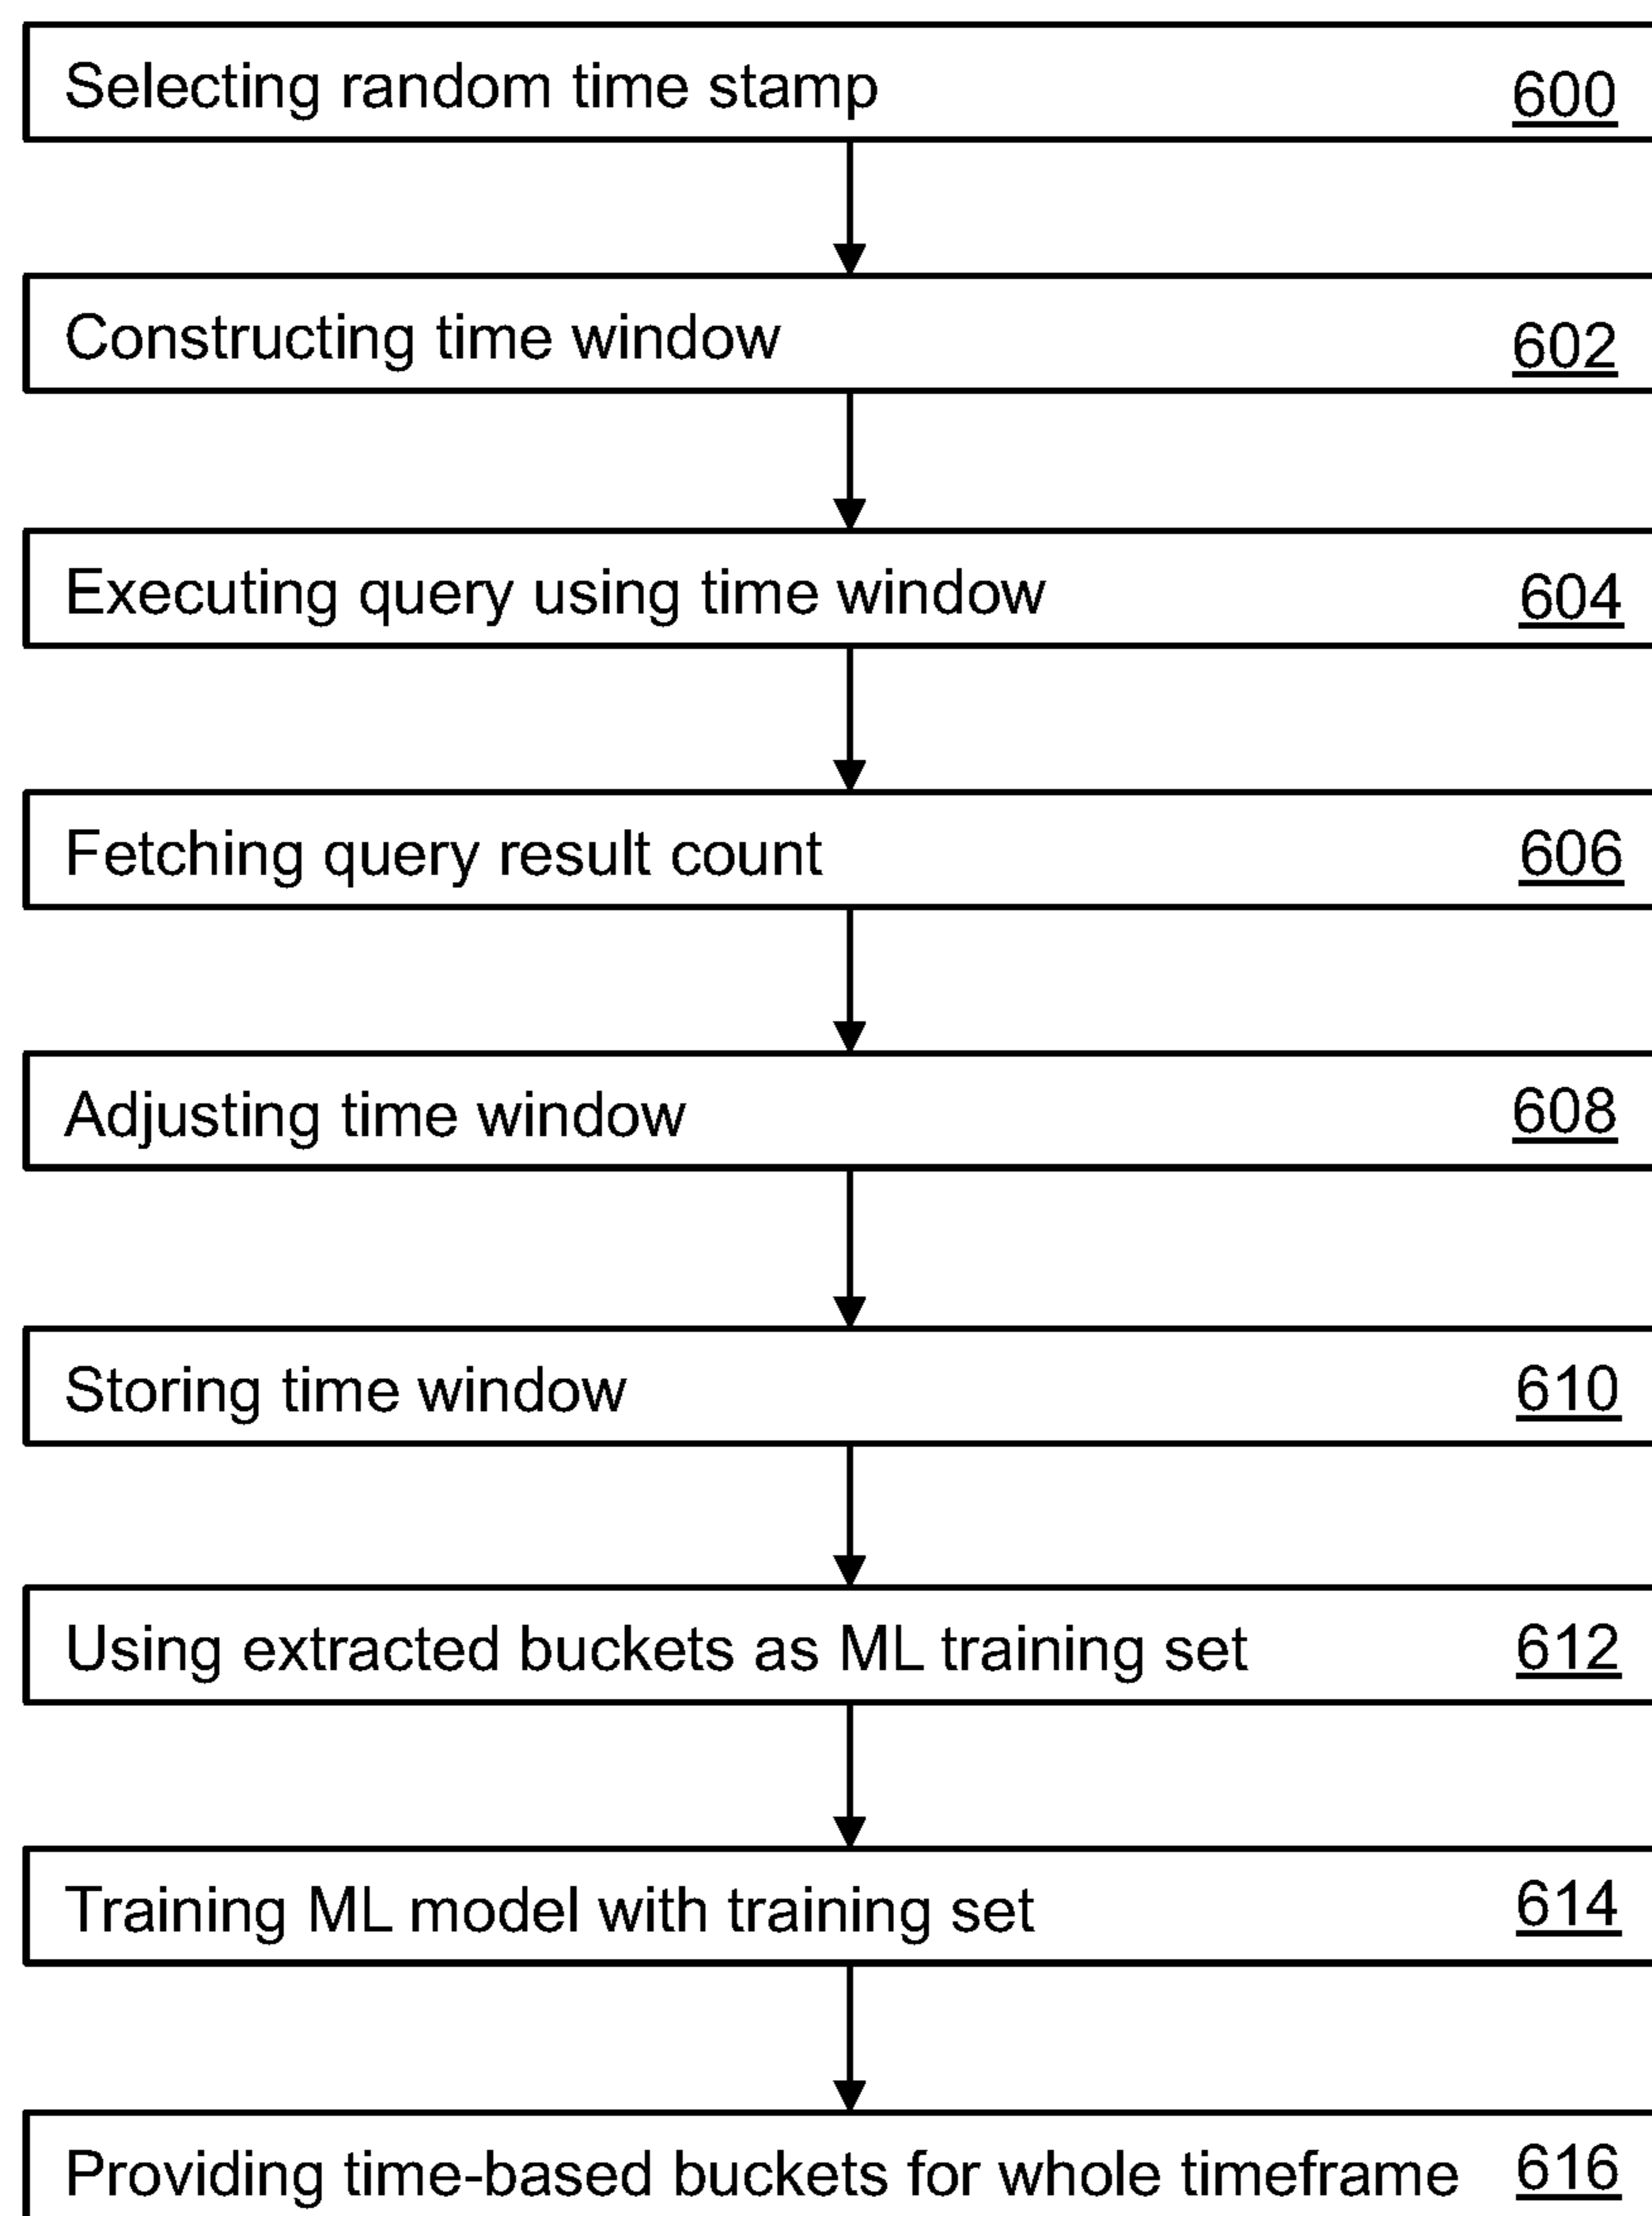 Selecting random time stamp 600
Constructing time window 602
Executing query using time window 604
Fetching query result count 606
Adjusting time window 608
Storing time window 610
Using extracted buckets as ML training set 612
Training ML model with training set 614
Providing time-based buckets for whole timeframe 616